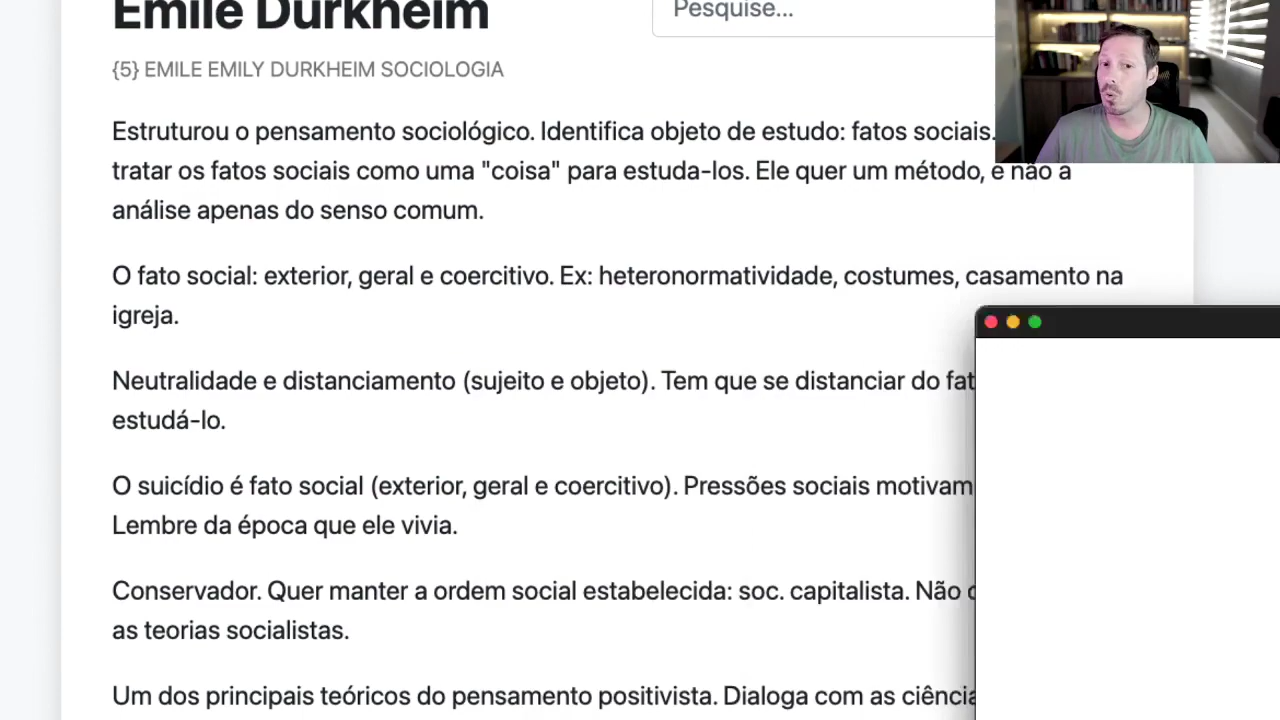 Emile Durkheim
Pesquise...
{5} EMILE EMILY DURKHEIM SOCIOLOGIA
Estruturou o pensamento sociológico. Identifica objeto de estudo: fatos sociais.
tratar os fatos sociais como uma "coisa" para estuda-los. Ele quer um método, e não a
análise apenas do senso comum.
O fato social: exterior, geral e coercitivo. Ex: heteronormatividade, costumes, casamento na
igreja.
Neutralidade e distanciamento (sujeito e objeto). Tem que se distanciar do
estudá-lo.
O suicídio é fato social (exterior, geral e coercitivo). Pressões sociais motivam
Lembre da época que ele vivia.
Conservador. Quer manter a ordem social estabelecida: soc. capitalista. Não
as teorias socialistas.
Um dos principais teóricos do pensamento positivista. Dialoga com as